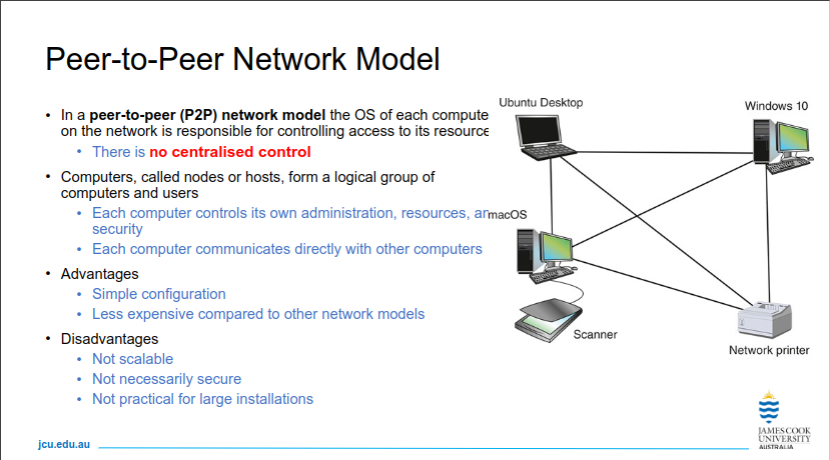 Peer-to-Peer Network Model
• In a peer-to-peer (P2P) network model the OS of each compute
on the network is responsible for controlling access to its resource
• There is no centralised control
• Computers, called nodes or hosts, form a logical group of
computers and users
• Each computer controls its own administration, resources, an
security
• Each computer communicates directly with other computers
• Advantages
• Simple configuration
• Less expensive compared to other network models
• Disadvantages
• Not scalable
• Not necessarily secure
• Not practical for large installations
Ubuntu Desktop
Windows 10
macOS
Scanner
Network printer
jcu.edu.au
JAMES COOK
UNIVERSITY
AUSTRALIA